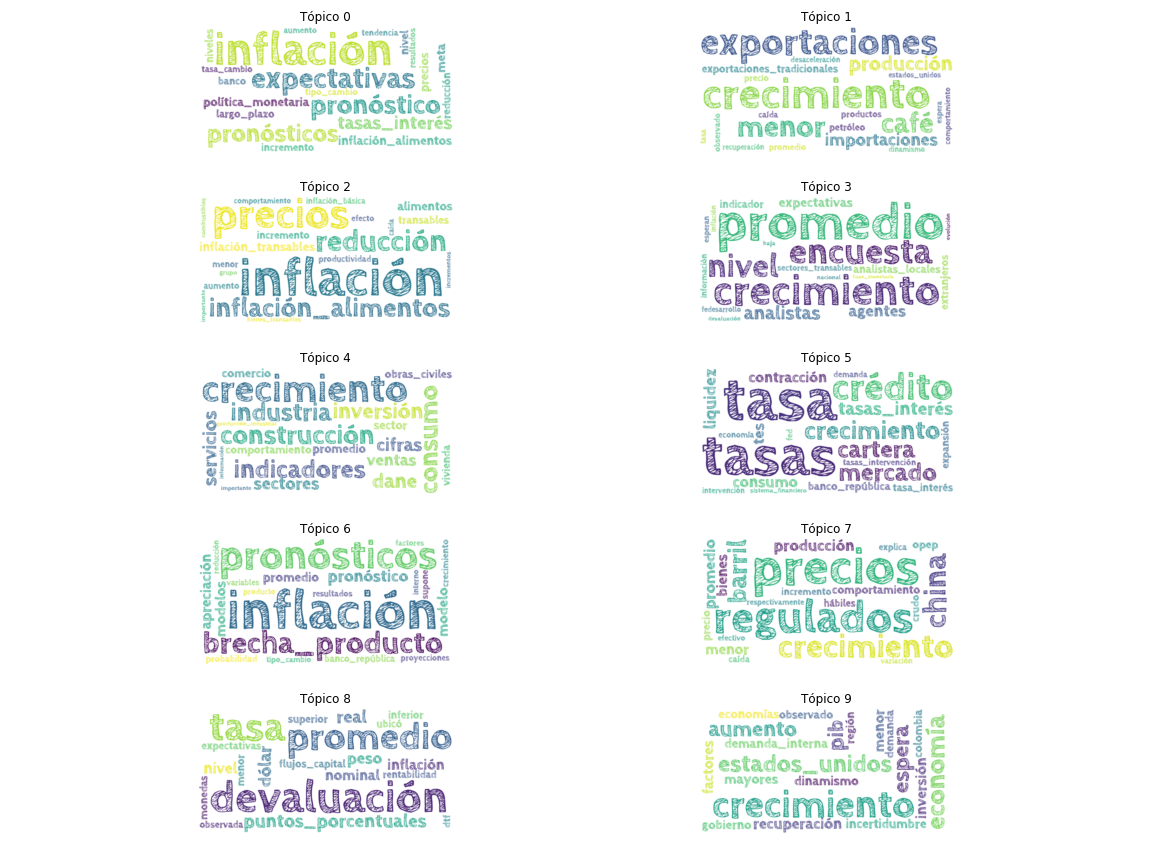 Tópico 0
aumento
tendencia
niveles
inflación
nivel
resultados
tasa_cambio
precios
meta
banco
expectativas
tipo_cambio
política_monetaria
pronóstico
reducción
largo_plazo
tasas_interés
pronósticos
inflación_alimentos
incremento
Tópico 1
exportaciones
desaceleración
exportaciones_tradicionales
producción
estados_unidos
precio
crecimiento
caída
productos
espera
comportamiento
observado
menor
petróleo
café
tasa
importaciones
recuperación
promedio
dinamismo
Tópico 2
combustibles
comportamiento
inflación_básica
alimentos
precios
efecto
caída
transables
incremento
inflación_transables
reducción
menor
productividad
grupo
aumento
inflación
incrementos
importante
inflación_alimentos
Tópico 3
indicador
expectativas
esperan
inflación
promedio
evolución
baja
encuesta
nivel
sectores_transables
analistas_locales
información
nacional
extranjeros
crecimiento
fedesarrollo
analistas
agentes
devaluación
Tópico 4
comercio
obras_civiles
crecimiento
industria
inversión
consumo
servicios
sector
construcción
cifras
información
comportamiento
promedio
ventas
indicadores
vivienda
importante
sectores
dane
Tópico 5
liquidez
contracción
demanda
tasa
crédito
tasas_interés
economía
tes
fed
crecimiento
expansión
tasas
cartera
tasas_intervención
mercado
consumo
banco_república
tasa_interés
intervención
sistema_financiero
Tópico 6
apreciación
reducción
pronósticos
factores
crecimiento
modelos
variables
promedio
pronóstico
interno
supone
producto
resultados
inflación
modelo
brecha_producto
probabilidad
tipo_cambio
banco_república
proyecciones
Tópico 7
promedio
bienes
barril
producción
explica
opep
precios
china
incremento
comportamiento
respectivamente
hábiles
crudo
precio
regulados
efectivo
menor
crecimiento
caída
variación
Tópico 8
tasa
superior
real
inferior
ubicó
expectativas
promedio
nivel
menor
dólar
flujos_capital
peso
inflación
nominal
rentabilidad
monedas
devaluación
observada
puntos_porcentuales
dtf
Tópico 9
economías
observado
pib
región
menor
demanda
colombia
aumento
demanda_interna
espera
economía
factores
estados_unidos
mayores
dinamismo
inversión
crecimiento
gobierno
recuperación
incertidumbre